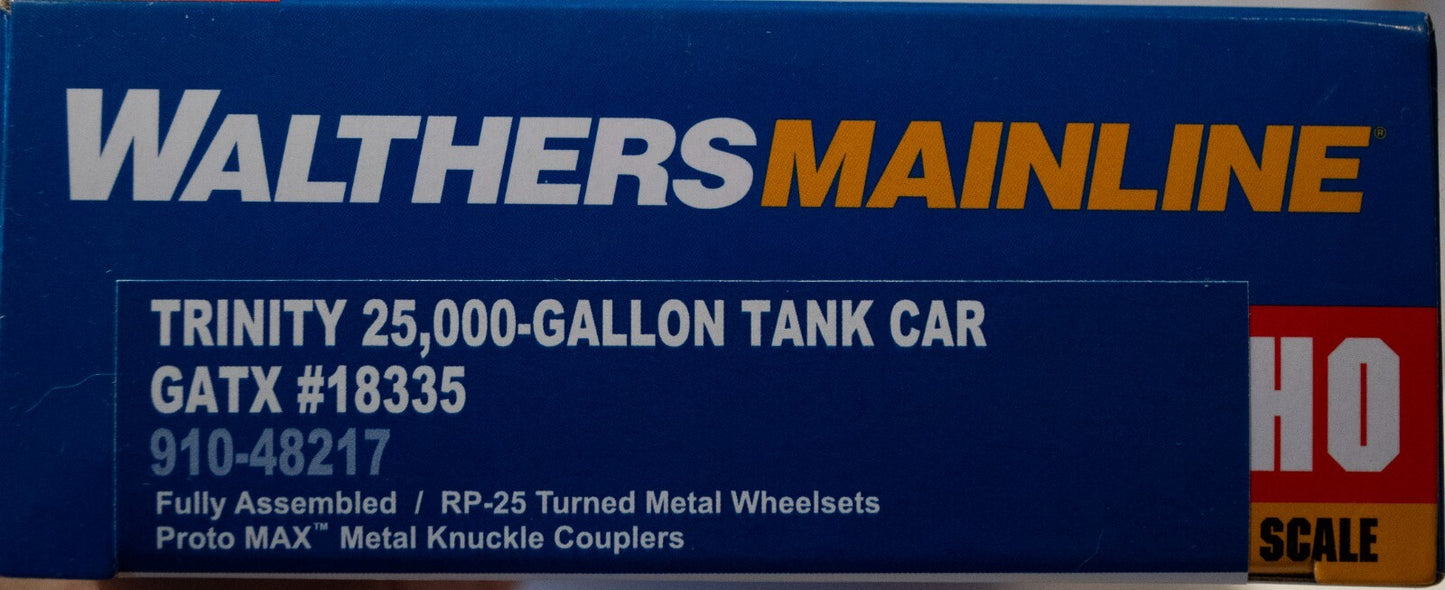 WALTHERSMAINLINE®
TRINITY 25,000-GALLON TANK CAR
GATX #18335
910-48217
Fully Assembled / RP-25 Turned Metal Wheelsets
Proto MAX™ Metal Knuckle Couplers
HO
SCALE